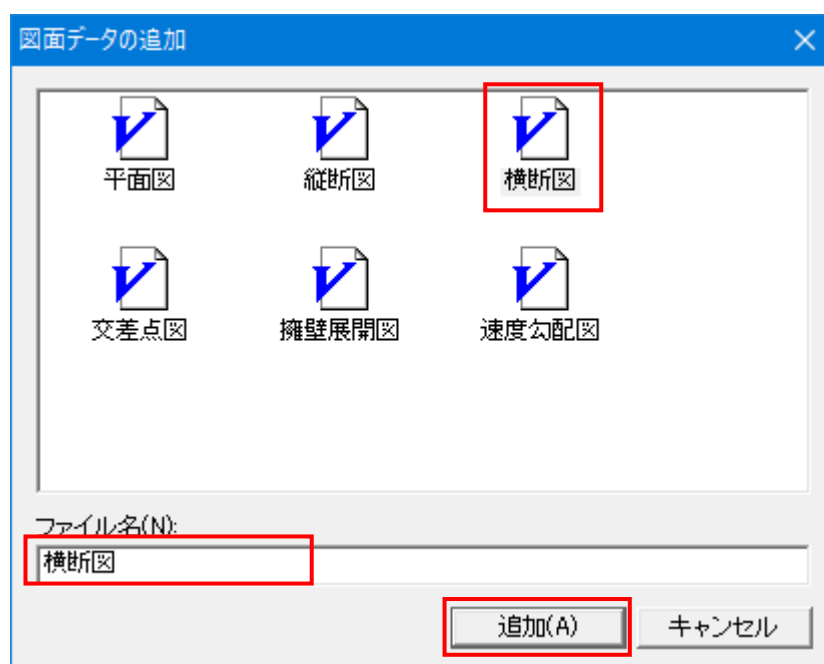 図面データの追加
平面図
縦断図
横断図
交差点図
擁壁展開図
速度勾配図
ファイル名(N):
横断図
追加(A)
キャンセル